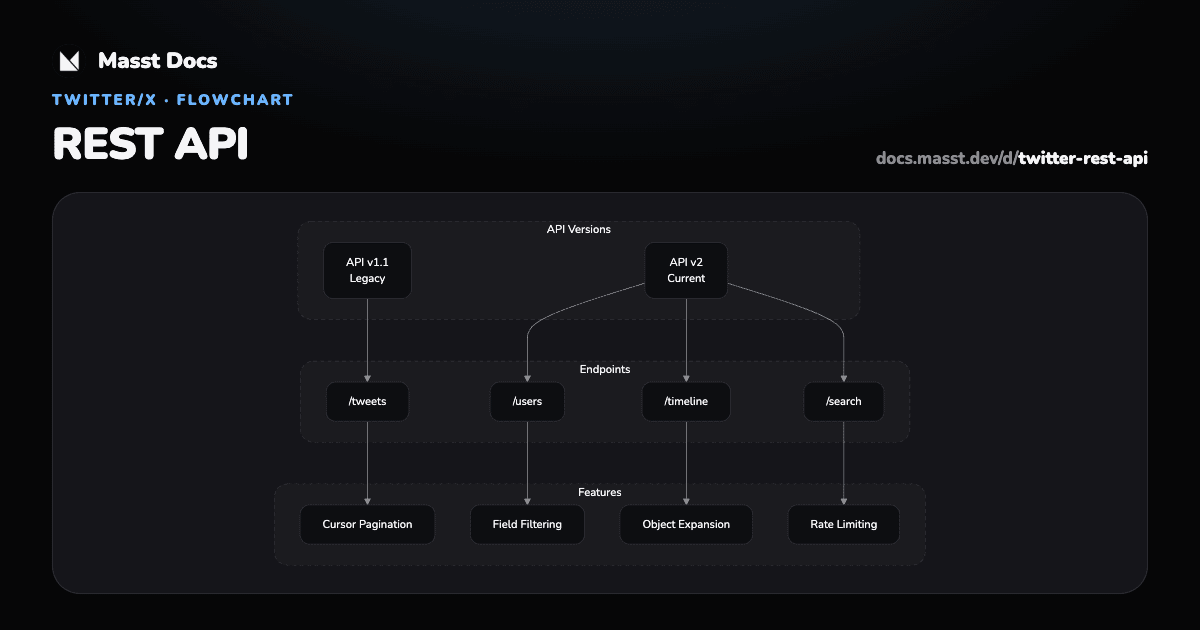 Masst Docs
TWITTER/X · FLOWCHART
REST API
docs.masst.dev/d/twitter-rest-api
API Versions
API v1.1
Legacy
API v2
Current
Endpoints
/tweets
/users
/timeline
/search
Features
Cursor Pagination
Field Filtering
Object Expansion
Rate Limiting